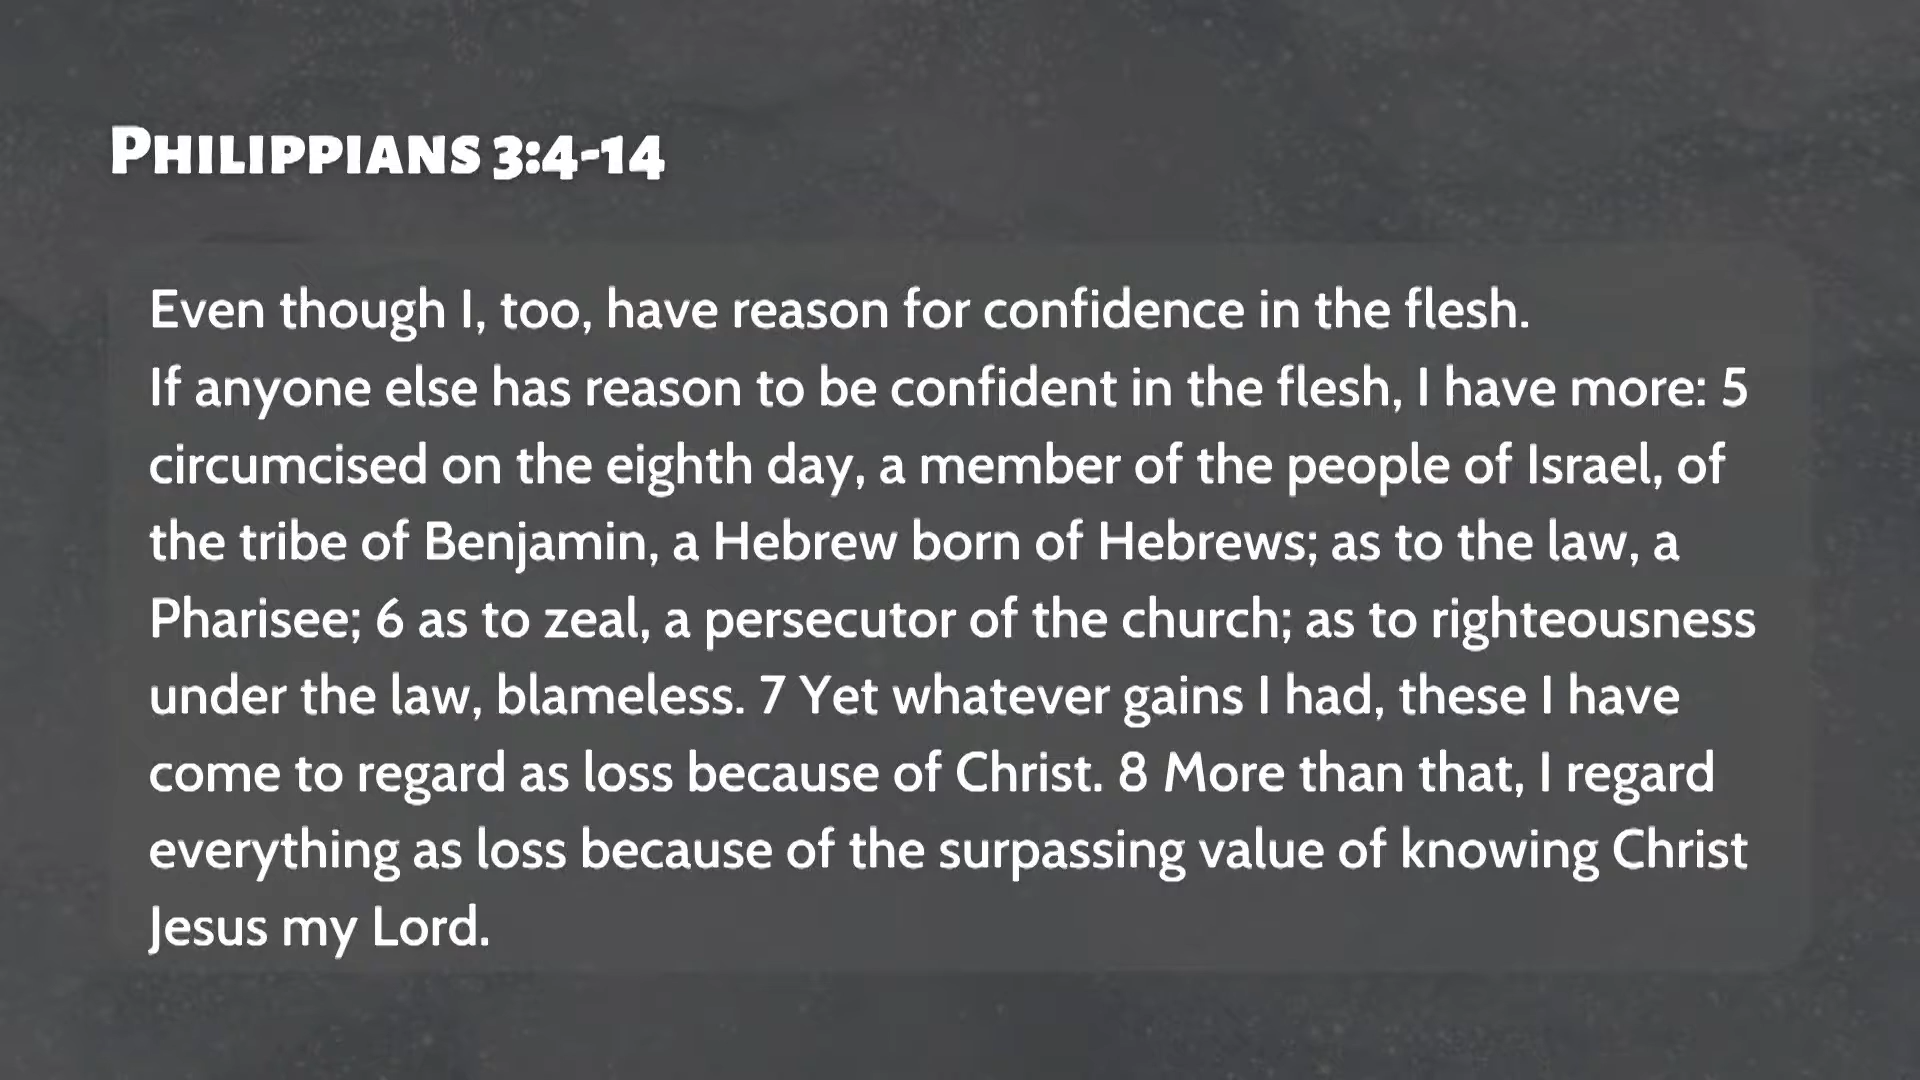 Philippians 3:4-14
Even though I, too, have reason for confidence in the flesh.
If anyone else has reason to be confident in the flesh, I have more: 5
circumcised on the eighth day, a member of the people of Israel, of
the tribe of Benjamin, a Hebrew born of Hebrews; as to the law, a
Pharisee; 6 as to zeal, a persecutor of the church; as to righteousness
under the law, blameless. 7 Yet whatever gains I had, these I have
come to regard as loss because of Christ. 8 More than that, I regard
everything as loss because of the surpassing value of knowing Christ
Jesus my Lord.